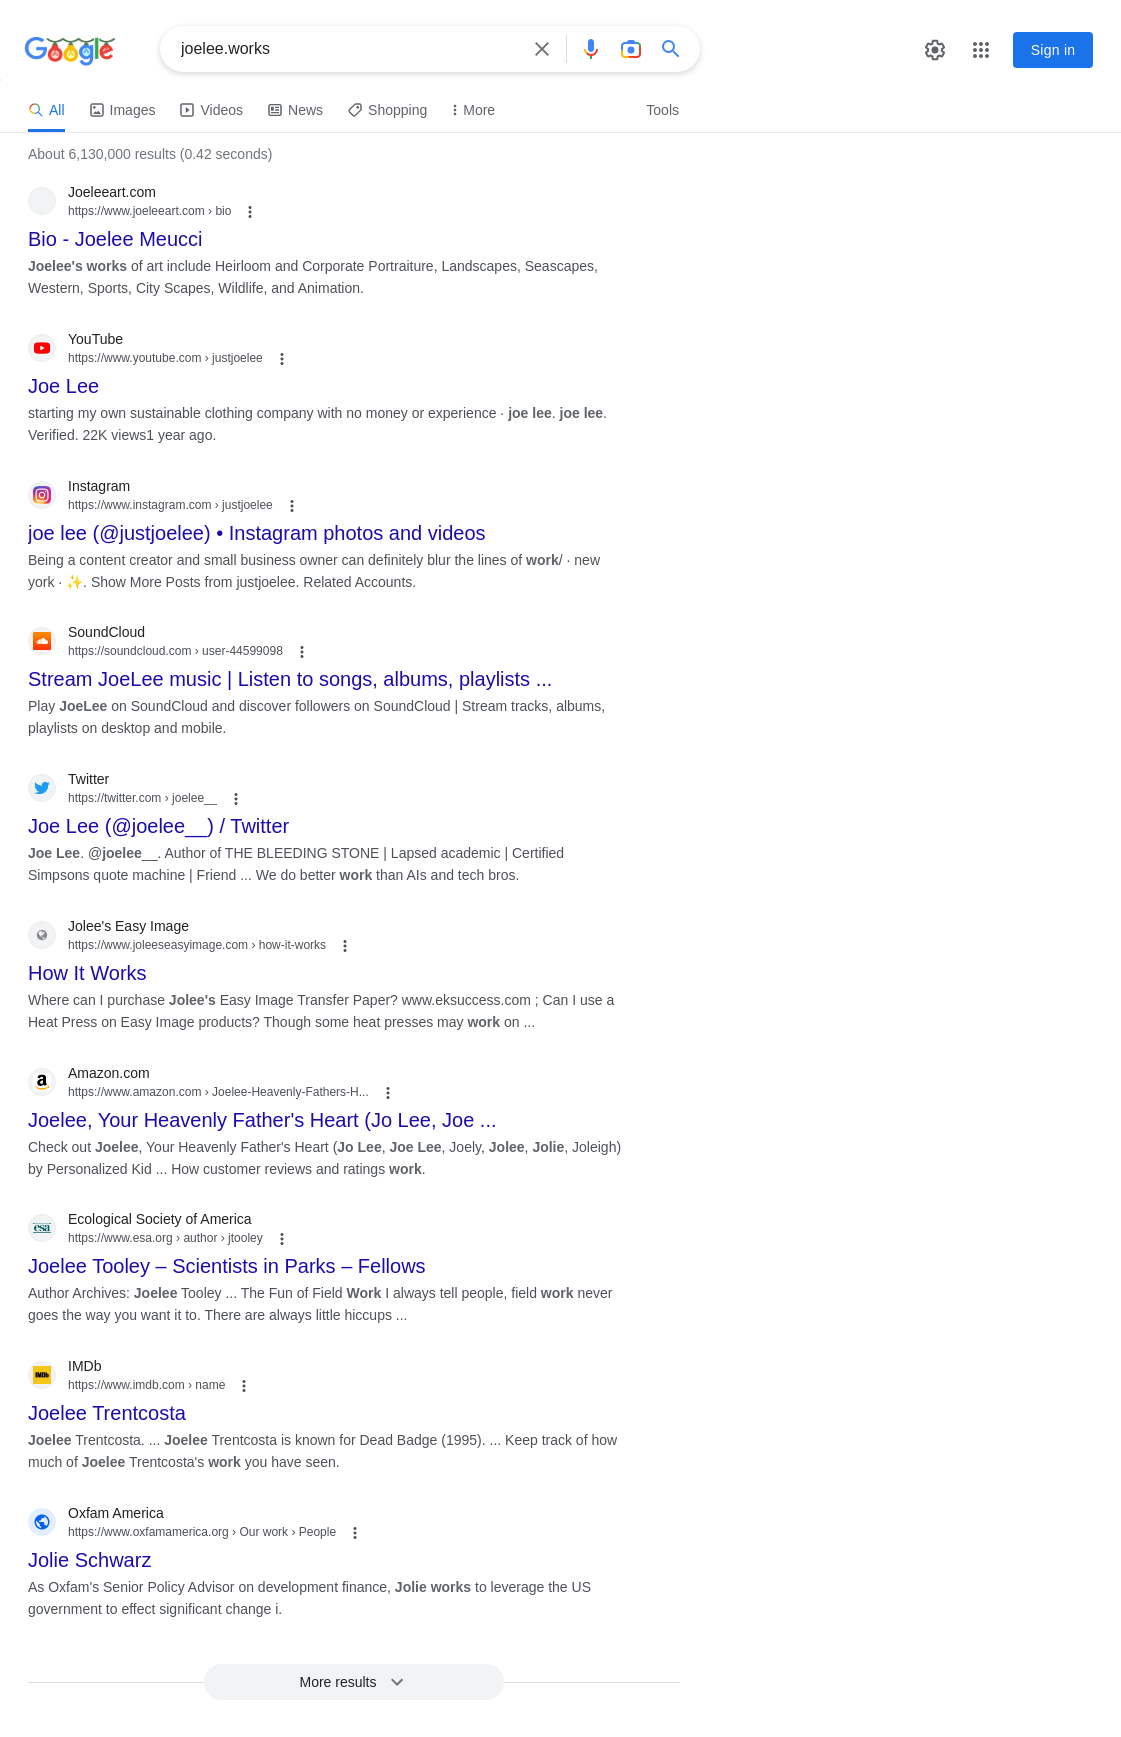 Google
joelee.works
Sign in
All
Images
Videos
News
Shopping
More
Tools
About 6,130,000 results (0.42 seconds)
Joeleeart.com
https://www.joeleeart.com › bio
Bio - Joelee Meucci
Joelee's works of art include Heirloom and Corporate Portraiture, Landscapes, Seascapes,
Western, Sports, City Scapes, Wildlife, and Animation.
YouTube
https://www.youtube.com › justjoelee
Joe Lee
starting my own sustainable clothing company with no money or experience · joe lee. joe lee.
Verified. 22K views1 year ago.
Instagram
https://www.instagram.com › justjoelee
joe lee (@justjoelee) • Instagram photos and videos
Being a content creator and small business owner can definitely blur the lines of work/ · new
york · ✨. Show More Posts from justjoelee. Related Accounts.
SoundCloud
https://soundcloud.com › user-44599098
Stream JoeLee music | Listen to songs, albums, playlists ...
Play JoeLee on SoundCloud and discover followers on SoundCloud | Stream tracks, albums,
playlists on desktop and mobile.
Twitter
https://twitter.com › joelee__
Joe Lee (@joelee__) / Twitter
Joe Lee. @joelee__. Author of THE BLEEDING STONE | Lapsed academic | Certified
Simpsons quote machine | Friend ... We do better work than AIs and tech bros.
Jolee's Easy Image
https://www.joleeseasyimage.com › how-it-works
How It Works
Where can I purchase Jolee's Easy Image Transfer Paper? www.eksuccess.com ; Can I use a
Heat Press on Easy Image products? Though some heat presses may work on ...
a
Amazon.com
https://www.amazon.com › Joelee-Heavenly-Fathers-H...
Joelee, Your Heavenly Father's Heart (Jo Lee, Joe ...
Check out Joelee, Your Heavenly Father's Heart (Jo Lee, Joe Lee, Joely, Jolee, Jolie, Joleigh)
by Personalized Kid ... How customer reviews and ratings work.
esa
Ecological Society of America
https://www.esa.org › author › jtooley
Joelee Tooley – Scientists in Parks – Fellows
Author Archives: Joelee Tooley ... The Fun of Field Work I always tell people, field work never
goes the way you want it to. There are always little hiccups ...
IMDb
IMDb
https://www.imdb.com › name
Joelee Trentcosta
Joelee Trentcosta. ... Joelee Trentcosta is known for Dead Badge (1995). ... Keep track of how
much of Joelee Trentcosta's work you have seen.
Oxfam America
https://www.oxfamamerica.org › Our work › People
Jolie Schwarz
As Oxfam's Senior Policy Advisor on development finance, Jolie works to leverage the US
government to effect significant change i.
More results